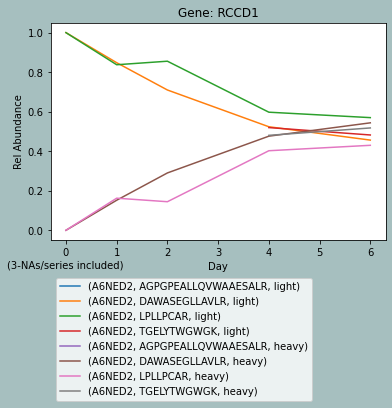 Gene: RCCD1
1.0
0.8
0.6
0.4
0.2
0.0
Rel Abundance
0 1 2 3 4 5 6
(3-NAs/series included)
Day
(A6NED2, AGPGPEALLQVWAAESALR, light)
(A6NED2, DAWASEGLLAVLR, light)
(A6NED2, LPLLPCAR, light)
(A6NED2, TGELYTWGWGK, light)
(A6NED2, AGPGPEALLQVWAAESALR, heavy)
(A6NED2, DAWASEGLLAVLR, heavy)
(A6NED2, LPLLPCAR, heavy)
(A6NED2, TGELYTWGWGK, heavy)